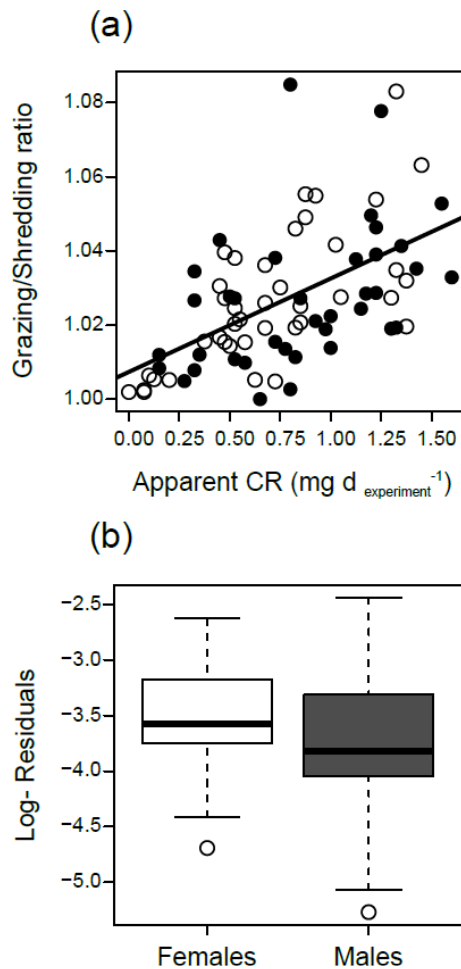 (a)
Grazing/Shredding ratio
1.08
1.06
1.04
1.02
1.00
0.00 0.25 0.50 0.75 1.00 1.25 1.50
Apparent CR (mg d experiment⁻¹)
(b)
Log- Residuals
−2.5
−3.0
−3.5
−4.0
−4.5
−5.0
Females Males